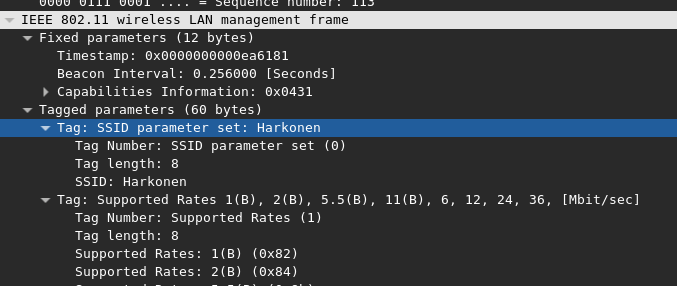 0000 0111 0001 .... = Sequence number: 113
IEEE 802.11 wireless LAN management frame
Fixed parameters (12 bytes)
Timestamp: 0x0000000000ea6181
Beacon Interval: 0.256000 [Seconds]
Capabilities Information: 0x0431
Tagged parameters (60 bytes)
Tag: SSID parameter set: Harkonen
Tag Number: SSID parameter set (0)
Tag length: 8
SSID: Harkonen
Tag: Supported Rates 1(B), 2(B), 5.5(B), 11(B), 6, 12, 24, 36, [Mbit/sec]
Tag Number: Supported Rates (1)
Tag length: 8
Supported Rates: 1(B) (0x82)
Supported Rates: 2(B) (0x84)